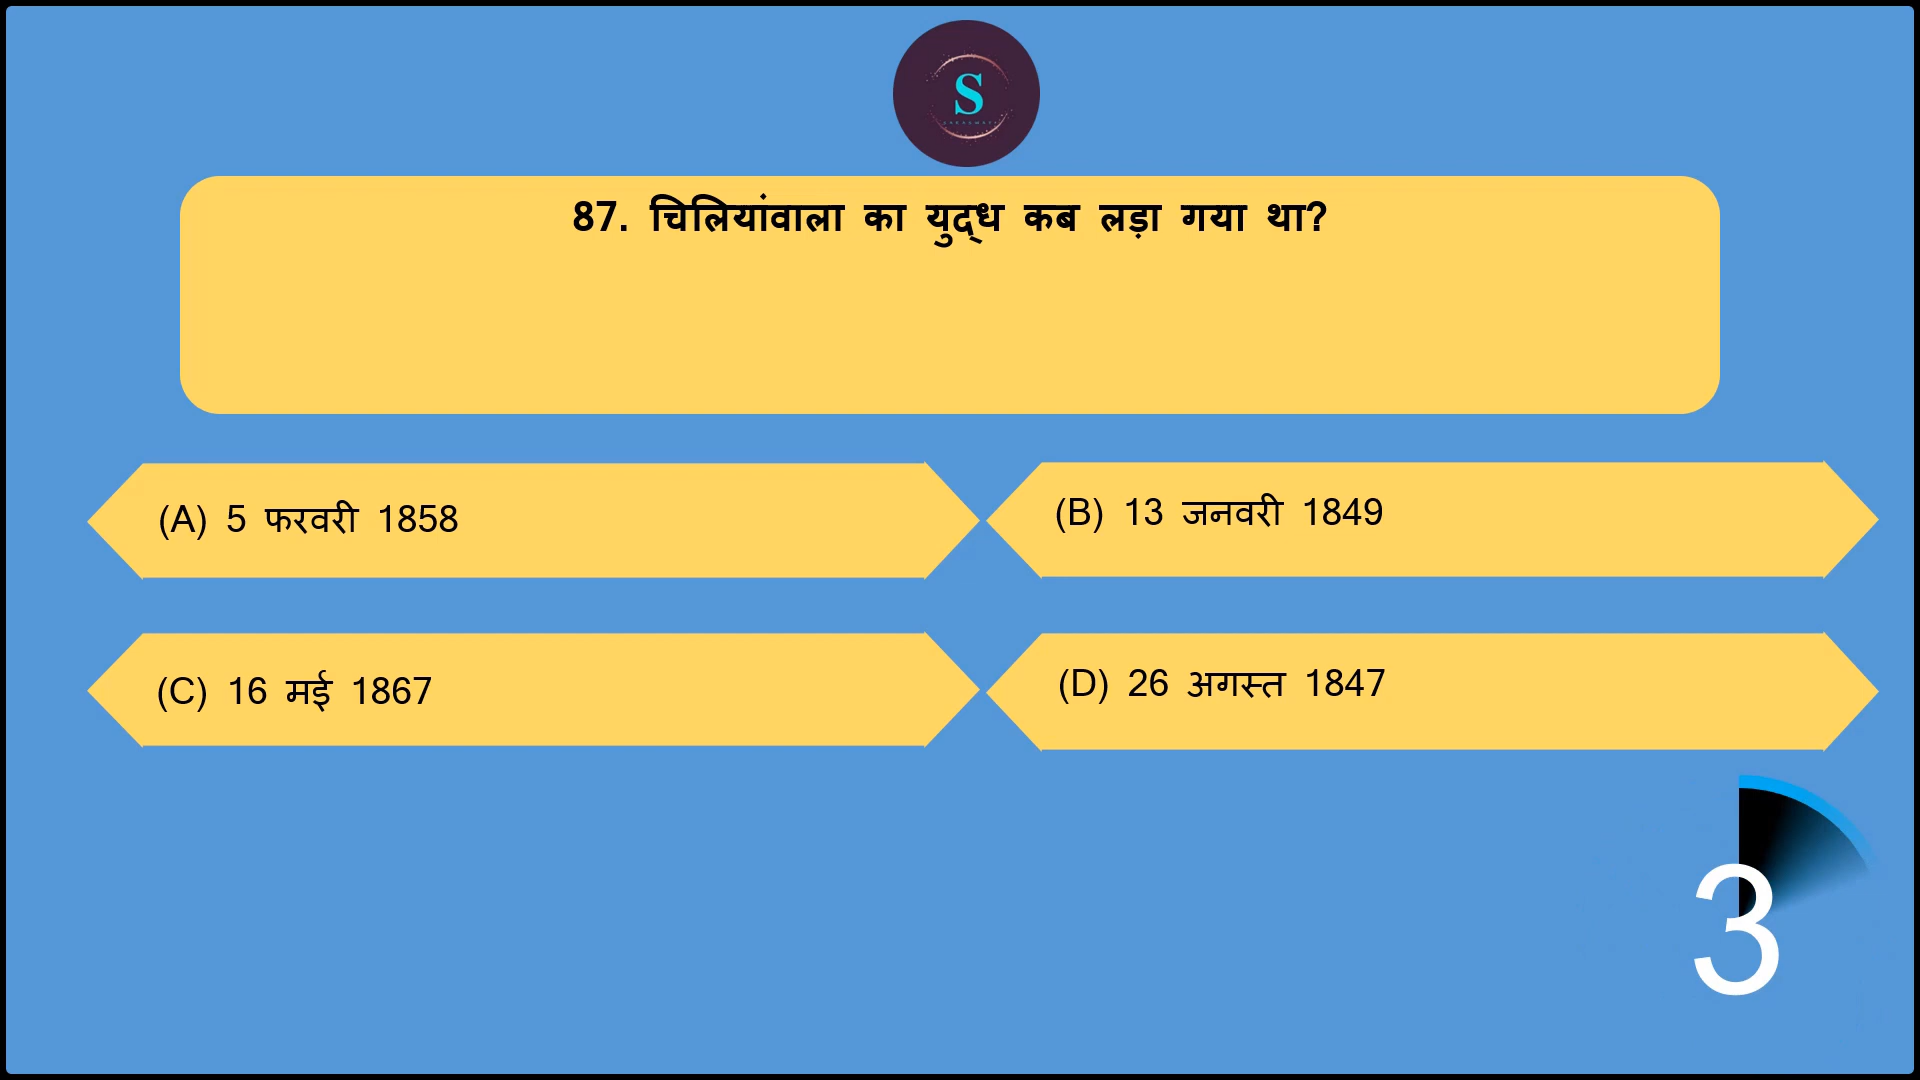 S
87. चिलियांवाला का युद्ध कब लड़ा गया था?
(A) 5 फरवरी 1858
(B) 13 जनवरी 1849
(C) 16 मई 1867
(D) 26 अगस्त 1847
3